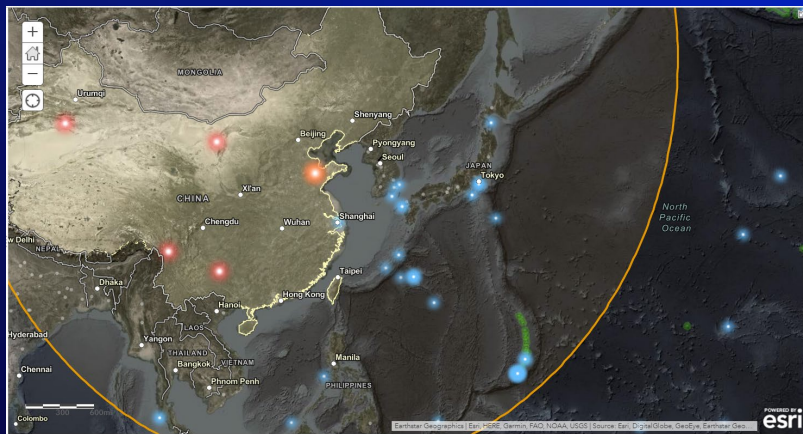 +
−
MONGOLIA
Urumqi
Shenyang
Beijing
Pyongyang
Seoul
JAPAN
Tokyo
Xi'an
CHINA
Chengdu
Wuhan
Shanghai
North
Pacific
Ocean
New Delhi
NEPAL
Dhaka
Taipei
Hong Kong
Hanoi
Hyderabad
LAOS
Yangon
THAILAND
VIETNAM
Manila
Chennai
Bangkok
Phnom Penh
PHILIPPINES
300 600mi
Colombo
Earthstar Geographics | Esri, HERE, Garmin, FAO, NOAA, USGS | Source: Esri, DigitalGlobe, GeoEye, Earthstar Geo...
POWERED BY
esri